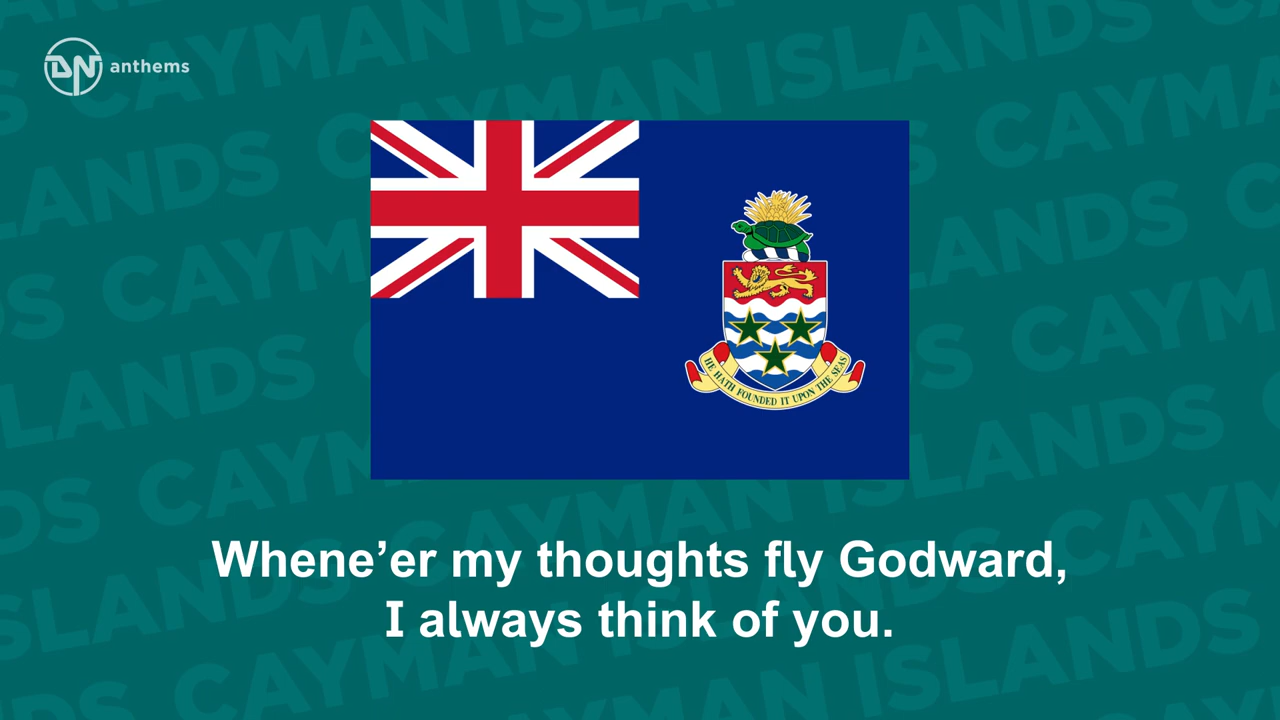 DN anthems
CAYMAN ISLANDS
HE HATH FOUNDED IT UPON THE SEAS
Whene’er my thoughts fly Godward,
I always think of you.